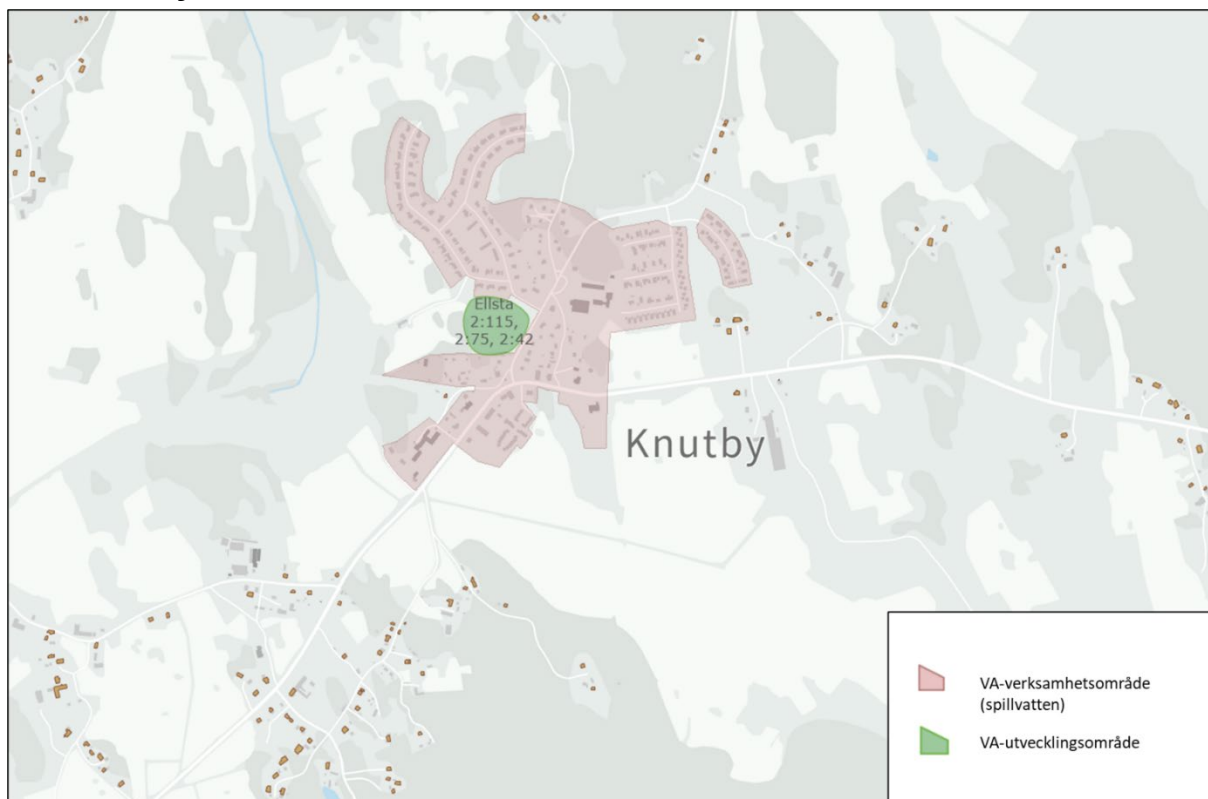 Ellsta
2:115,
2:75, 2:42
Knutby
VA-verksamhetsområde
(spillvatten)
VA-utvecklingsområde